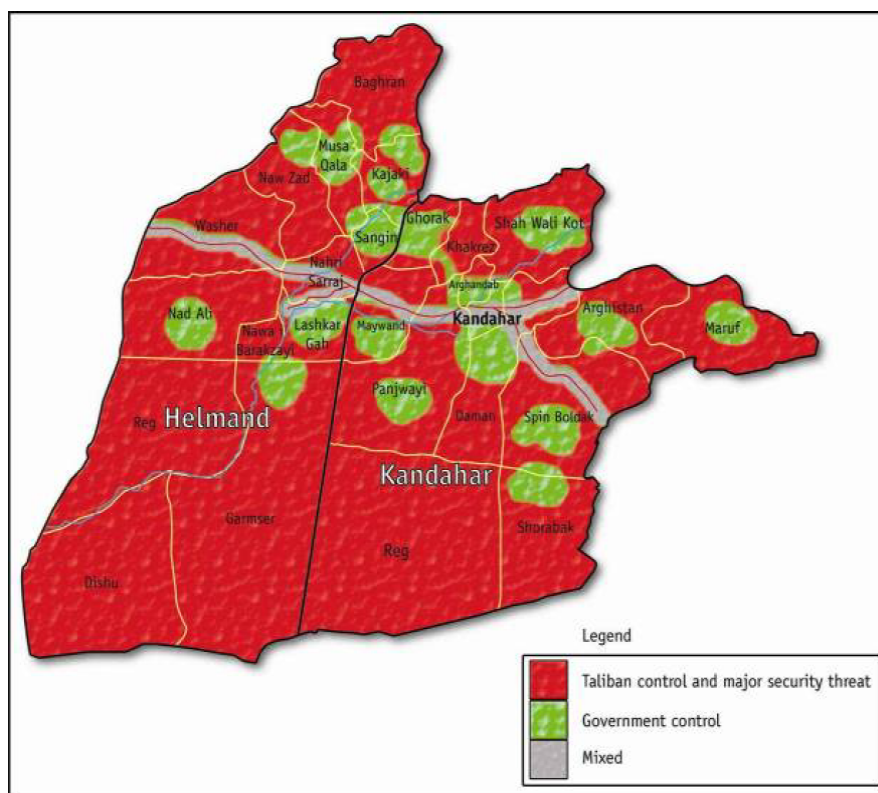 Baghran
Musa
Qala
Kajaki
Naw Zad
Ghorak
Shah Wali Kot
Washer
Sangin
Khakrez
Nahri
Sarraj
Arghandab
Nad Ali
Kandahar
Arghistan
Lashkar
Gah
Maywand
Maruf
Nawa
Barakzayi
Panjwayi
Reg
Helmand
Daman
Spin Boldak
Kandahar
Garmser
Shorabak
Reg
Dishu
Legend
Taliban control and major security threat
Government control
Mixed